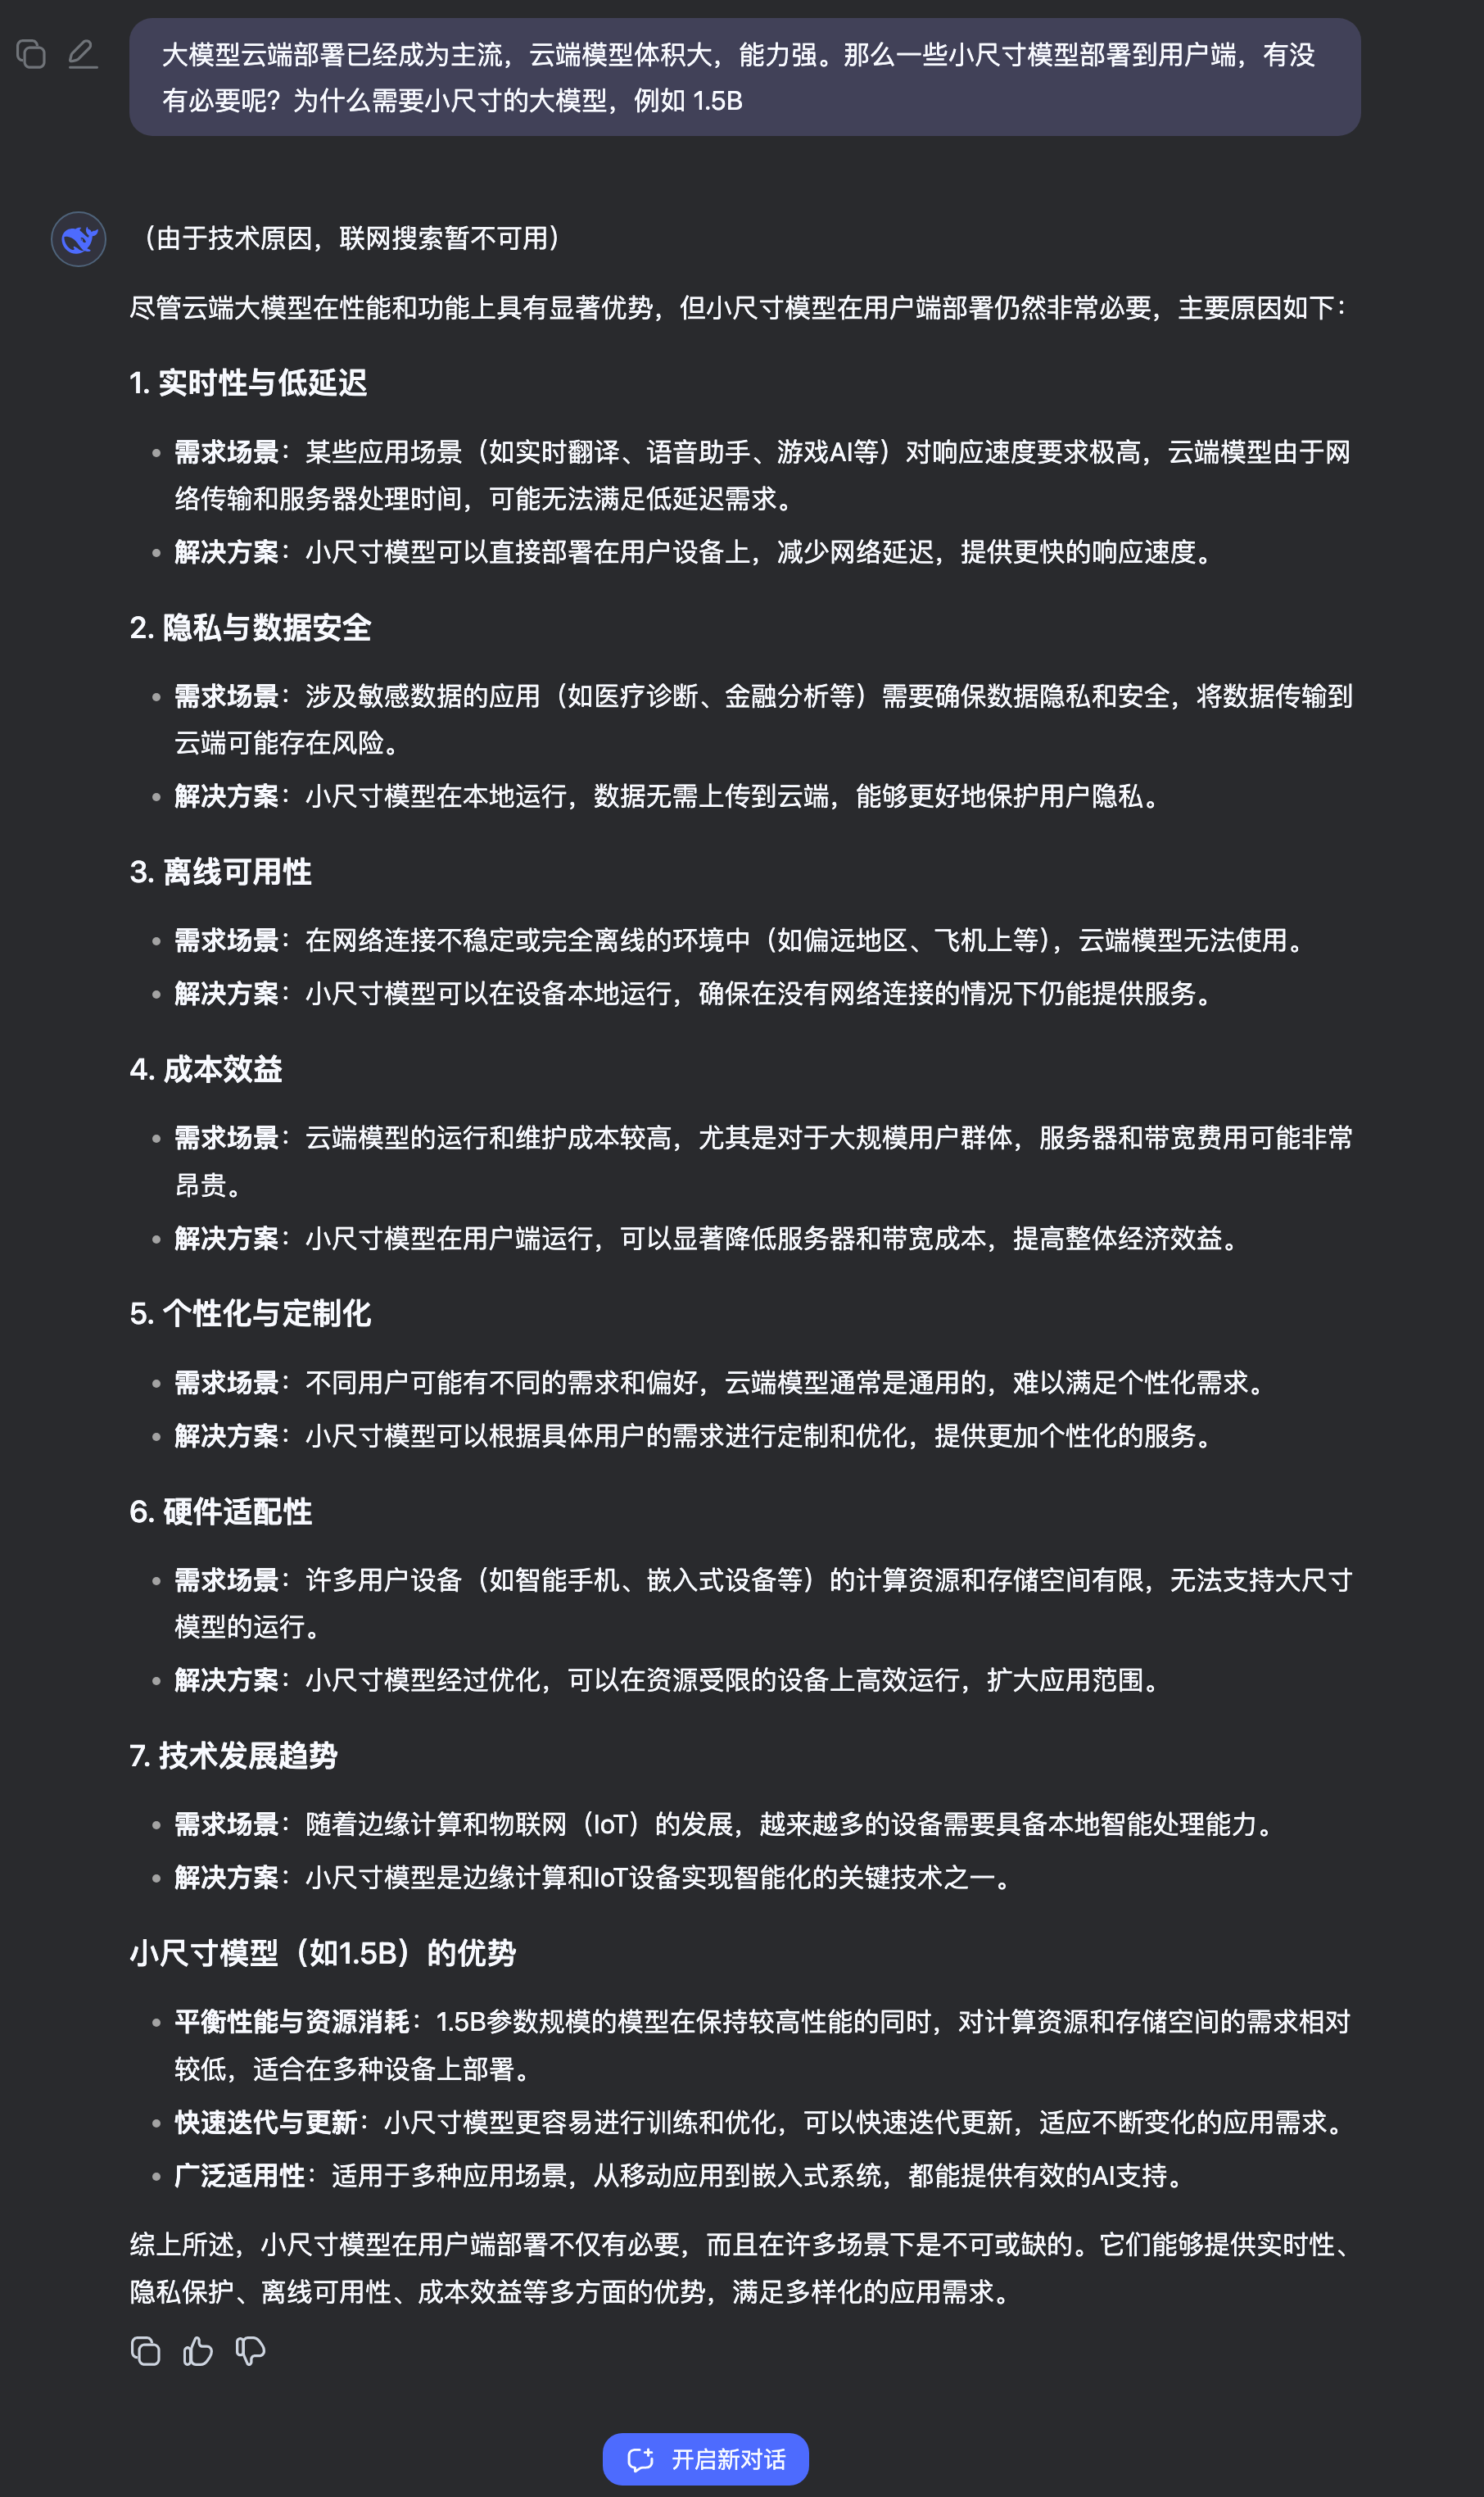 大模型云端部署已经成为主流，云端模型体积大，能力强。那么一些小尺寸模型部署到用户端，有没
有必要呢？为什么需要小尺寸的大模型，例如 1.5B
（由于技术原因，联网搜索暂不可用）
尽管云端大模型在性能和功能上具有显著优势，但小尺寸模型在用户端部署仍然非常必要，主要原因如下：
1. 实时性与低延迟
• 需求场景：某些应用场景（如实时翻译、语音助手、游戏AI等）对响应速度要求极高，云端模型由于网
络传输和服务器处理时间，可能无法满足低延迟需求。
• 解决方案：小尺寸模型可以直接部署在用户设备上，减少网络延迟，提供更快的响应速度。
2. 隐私与数据安全
• 需求场景：涉及敏感数据的应用（如医疗诊断、金融分析等）需要确保数据隐私和安全，将数据传输到
云端可能存在风险。
• 解决方案：小尺寸模型在本地运行，数据无需上传到云端，能够更好地保护用户隐私。
3. 离线可用性
• 需求场景：在网络连接不稳定或完全离线的环境中（如偏远地区、飞机上等），云端模型无法使用。
• 解决方案：小尺寸模型可以在设备本地运行，确保在没有网络连接的情况下仍能提供服务。
4. 成本效益
• 需求场景：云端模型的运行和维护成本较高，尤其是对于大规模用户群体，服务器和带宽费用可能非常
昂贵。
• 解决方案：小尺寸模型在用户端运行，可以显著降低服务器和带宽成本，提高整体经济效益。
5. 个性化与定制化
• 需求场景：不同用户可能有不同的需求和偏好，云端模型通常是通用的，难以满足个性化需求。
• 解决方案：小尺寸模型可以根据具体用户的需求进行定制和优化，提供更加个性化的服务。
6. 硬件适配性
• 需求场景：许多用户设备（如智能手机、嵌入式设备等）的计算资源和存储空间有限，无法支持大尺寸
模型的运行。
• 解决方案：小尺寸模型经过优化，可以在资源受限的设备上高效运行，扩大应用范围。
7. 技术发展趋势
• 需求场景：随着边缘计算和物联网（IoT）的发展，越来越多的设备需要具备本地智能处理能力。
• 解决方案：小尺寸模型是边缘计算和IoT设备实现智能化的关键技术之一。
小尺寸模型（如1.5B）的优势
• 平衡性能与资源消耗：1.5B参数规模的模型在保持较高性能的同时，对计算资源和存储空间的需求相对
较低，适合在多种设备上部署。
• 快速迭代与更新：小尺寸模型更容易进行训练和优化，可以快速迭代更新，适应不断变化的应用需求。
• 广泛适用性：适用于多种应用场景，从移动应用到嵌入式系统，都能提供有效的AI支持。
综上所述，小尺寸模型在用户端部署不仅有必要，而且在许多场景下是不可或缺的。它们能够提供实时性、
隐私保护、离线可用性、成本效益等多方面的优势，满足多样化的应用需求。
开启新对话